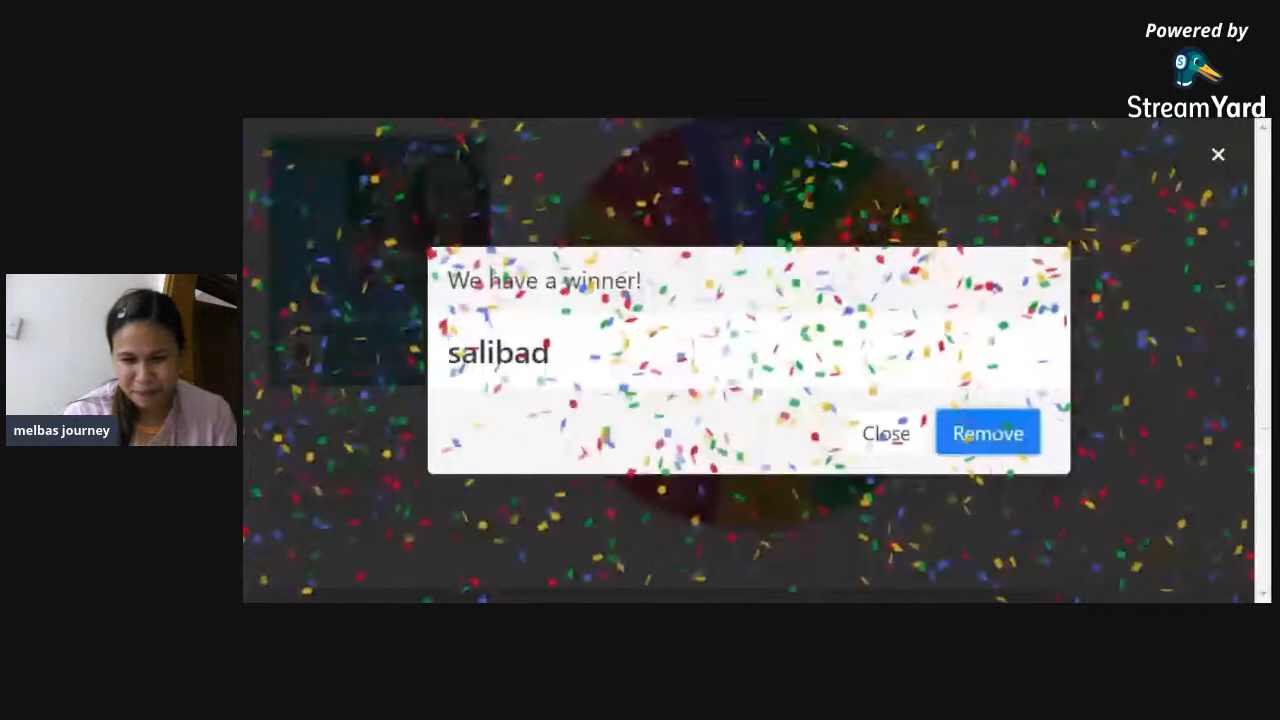 Powered by
StreamYard
We have a winner!
salibad
Close Remove
melbas journey